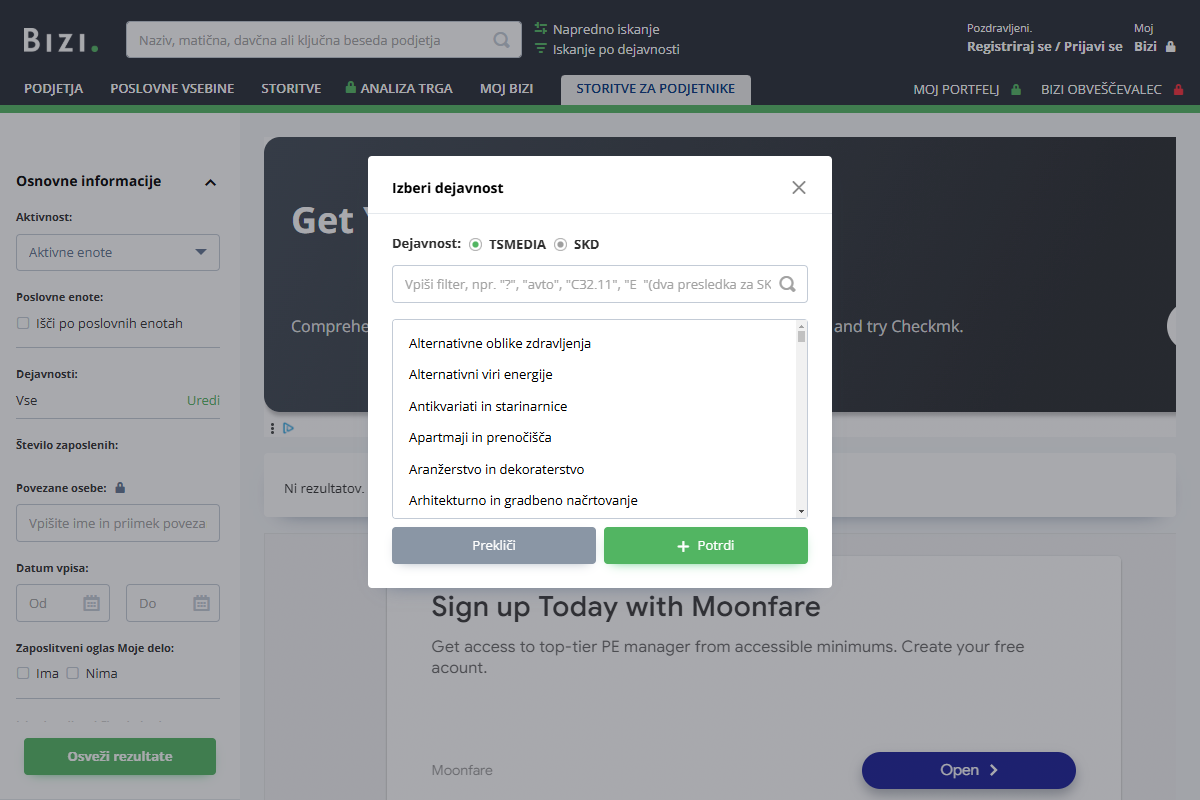 Bizi.
Naziv, matična, davčna ali ključna beseda podjetja
Napredno iskanje
Iskanje po dejavnosti
Pozdravljeni.
Registriraj se / Prijavi se
Moj
Bizi
PODJETJA
POSLOVNE VSEBINE
STORITVE
ANALIZA TRGA
MOJ BIZI
STORITVE ZA PODJETNIKE
MOJ PORTFELJ
BIZI OBVEŠČEVALEC
Osnovne informacije
Aktivnost:
Aktivne enote
Poslovne enote:
Išči po poslovnih enotah
Dejavnosti:
Vse
Uredi
Število zaposlenih:
Povezane osebe:
Vpišite ime in priimek poveza
Datum vpisa:
Od
Do
Zaposlitveni oglas Moje delo:
Ima
Nima
Osveži rezultate
Get
and try Checkmk.
Ni rezultatov.
Izberi dejavnost
Dejavnost:
TSMEDIA
SKD
Vpiši filter, npr. "?", "avto", "C32.11", "E  "(dva presledka za SK
Alternativne oblike zdravljenja
Alternativni viri energije
Antikvariati in starinarnice
Apartmaji in prenočišča
Aranžerstvo in dekoraterstvo
Arhitekturno in gradbeno načrtovanje
Prekliči
Potrdi
Sign up Today with Moonfare
Get access to top-tier PE manager from accessible minimums. Create your free
acount.
Moonfare
Open